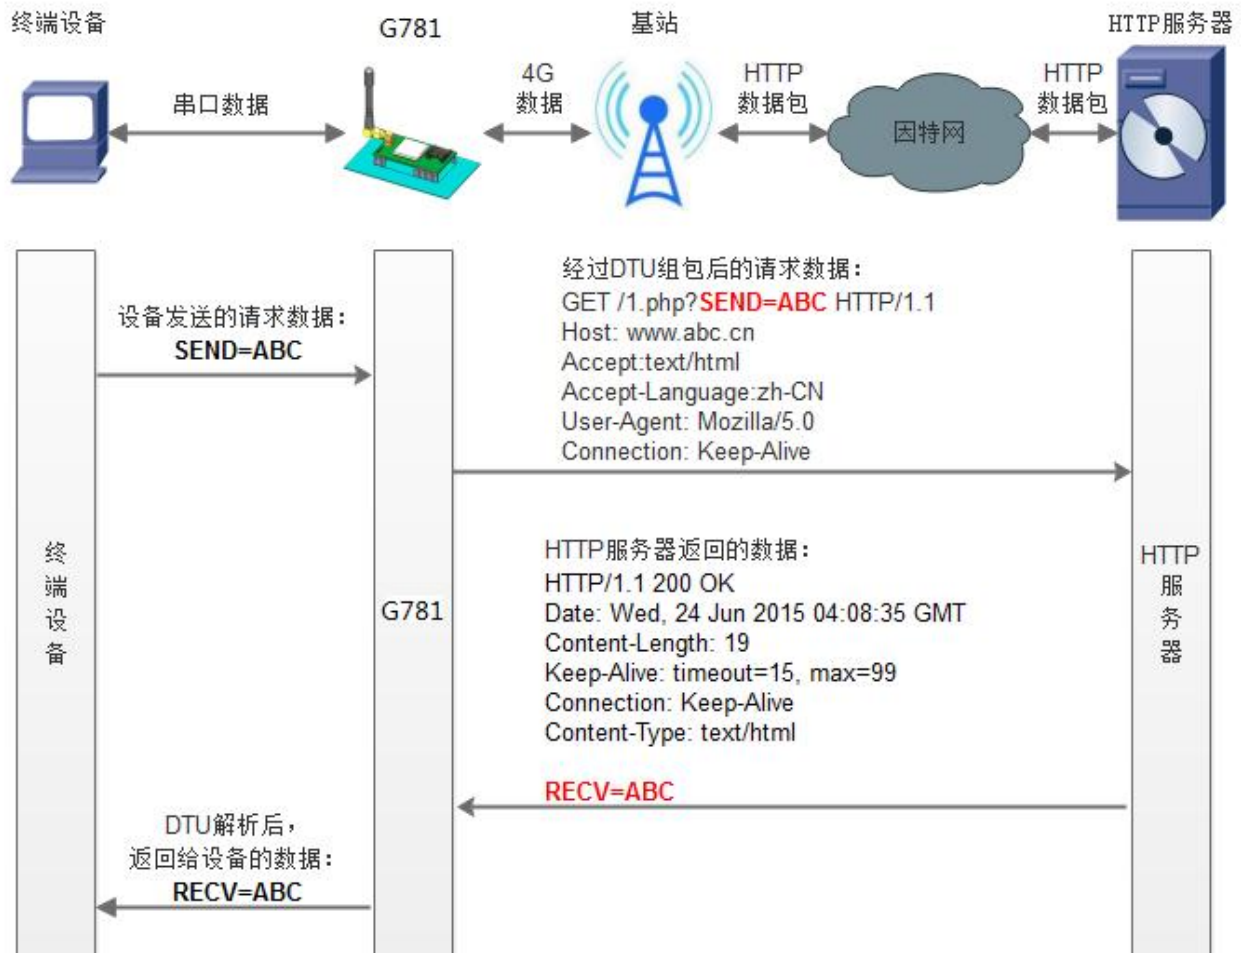 终端设备
G781
基站
HTTP服务器
串口数据
4G
数据
HTTP
数据包
因特网
HTTP
数据包
设备发送的请求数据：
SEND=ABC
经过DTU组包后的请求数据：
GET /1.php?SEND=ABC HTTP/1.1
Host: www.abc.cn
Accept:text/html
Accept-Language:zh-CN
User-Agent: Mozilla/5.0
Connection: Keep-Alive
终
端
设
备
G781
HTTP
服
务
器
HTTP服务器返回的数据：
HTTP/1.1 200 OK
Date: Wed, 24 Jun 2015 04:08:35 GMT
Content-Length: 19
Keep-Alive: timeout=15, max=99
Connection: Keep-Alive
Content-Type: text/html
RECV=ABC
DTU解析后，
返回给设备的数据：
RECV=ABC